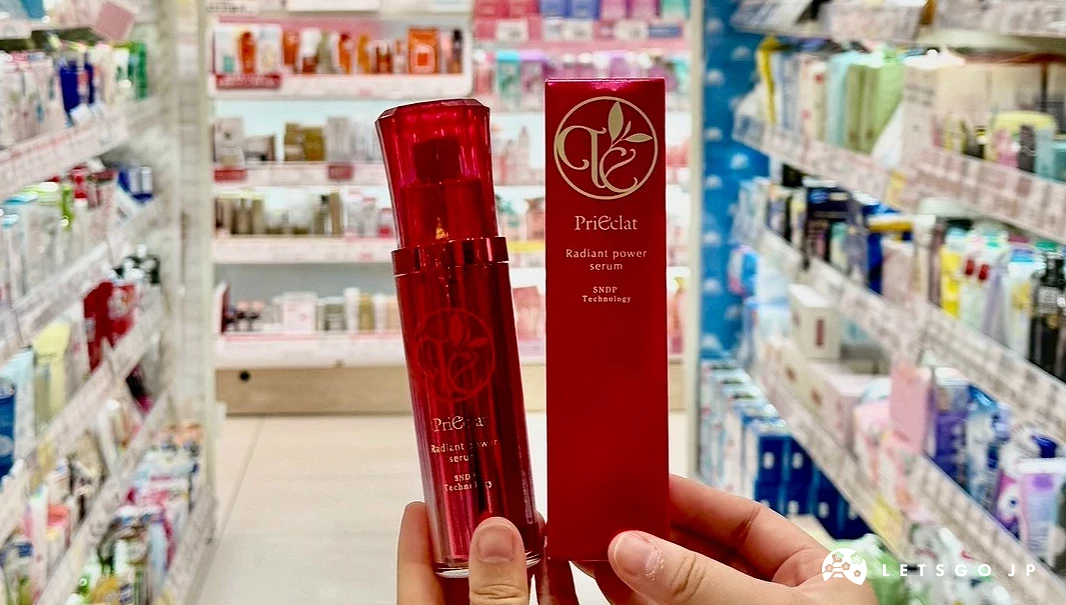 PriEclat
Radiant power
serum
SNDP
Technology
PriEclat
Radiant power
serum
SNDP
Technology
LETSGO JP